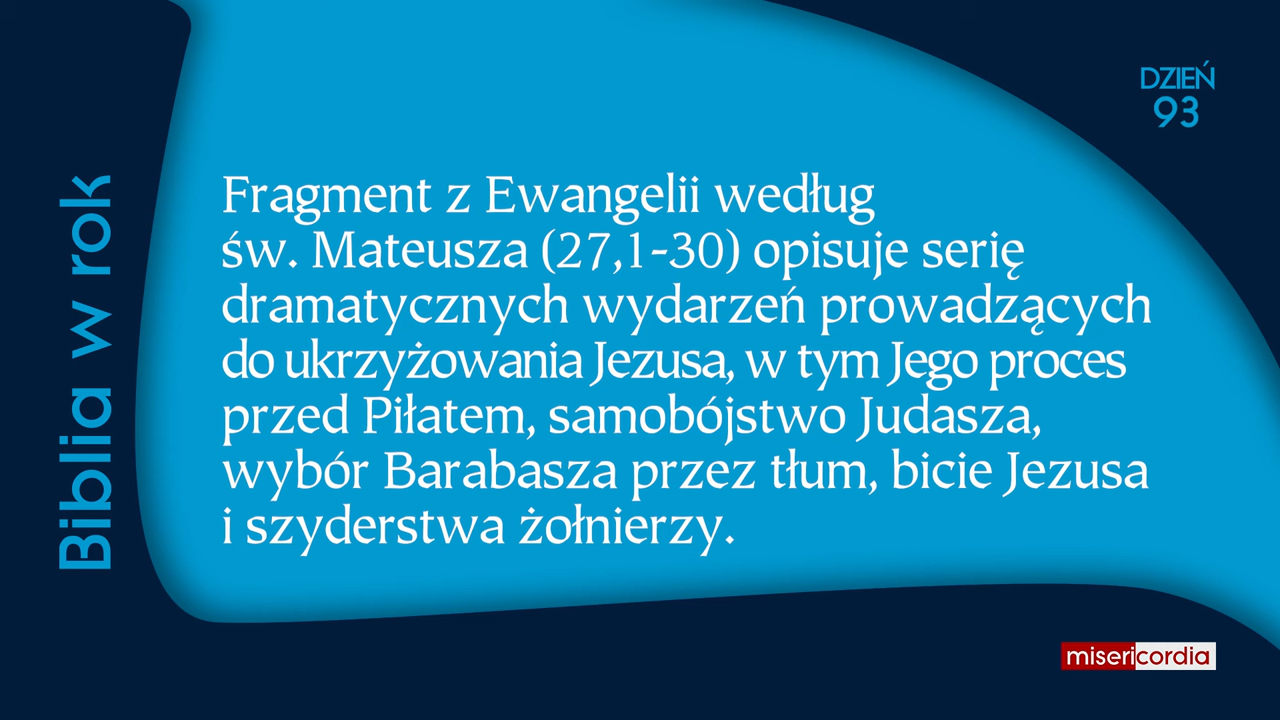 Biblia w rok
DZIEŃ
93
Fragment z Ewangelii według
św. Mateusza (27,1-30) opisuje serię
dramatycznych wydarzeń prowadzących
do ukrzyżowania Jezusa, w tym Jego proces
przed Piłatem, samobójstwo Judasza,
wybór Barabasza przez tłum, bicie Jezusa
i szyderstwa żołnierzy.
misericordia